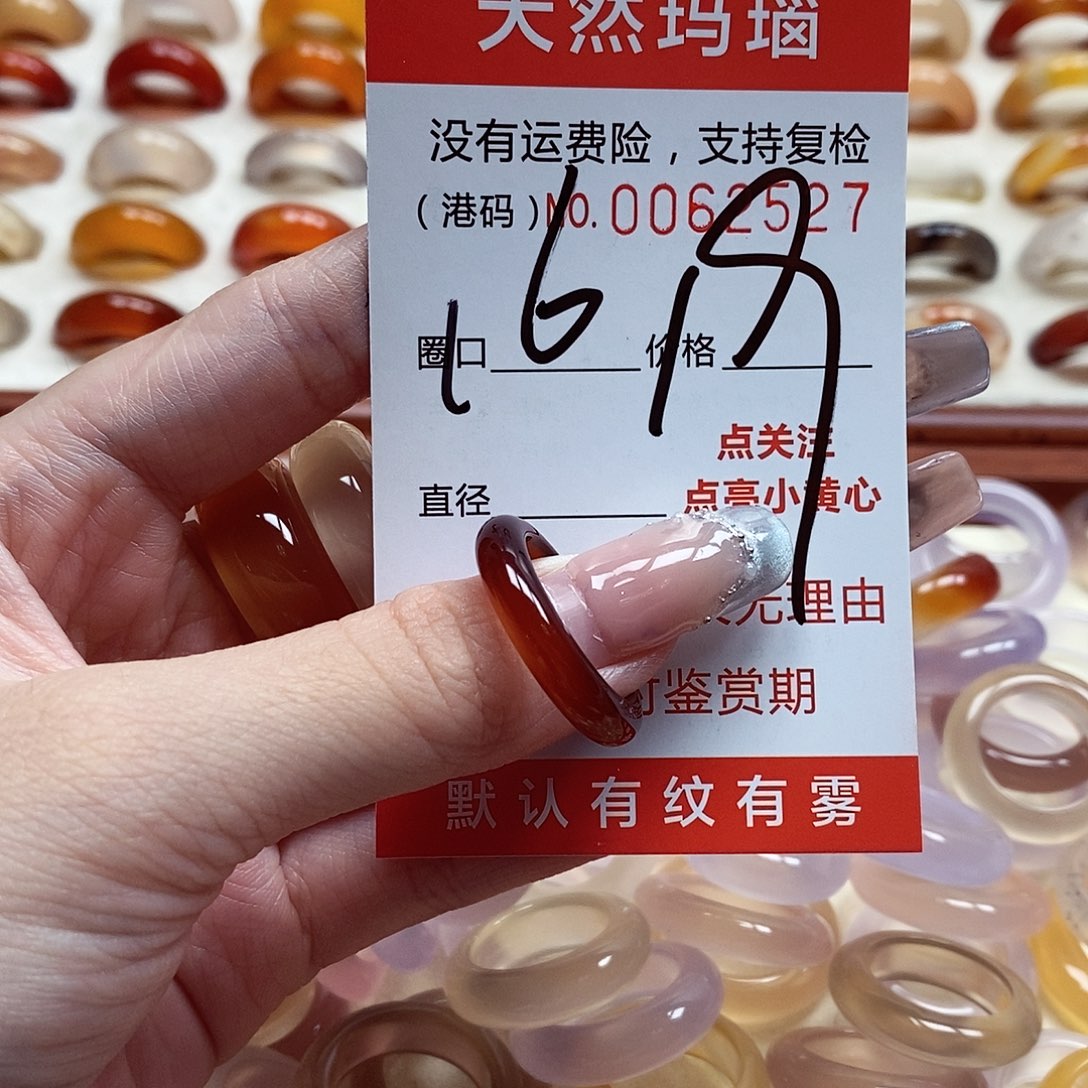 天然玛瑙
没有运费险，支持复检
(港码) No. 0062527
圈口 16 价格 19
点关注
直径 点亮小黄心
无理由
时鉴赏期
默认有纹有雾